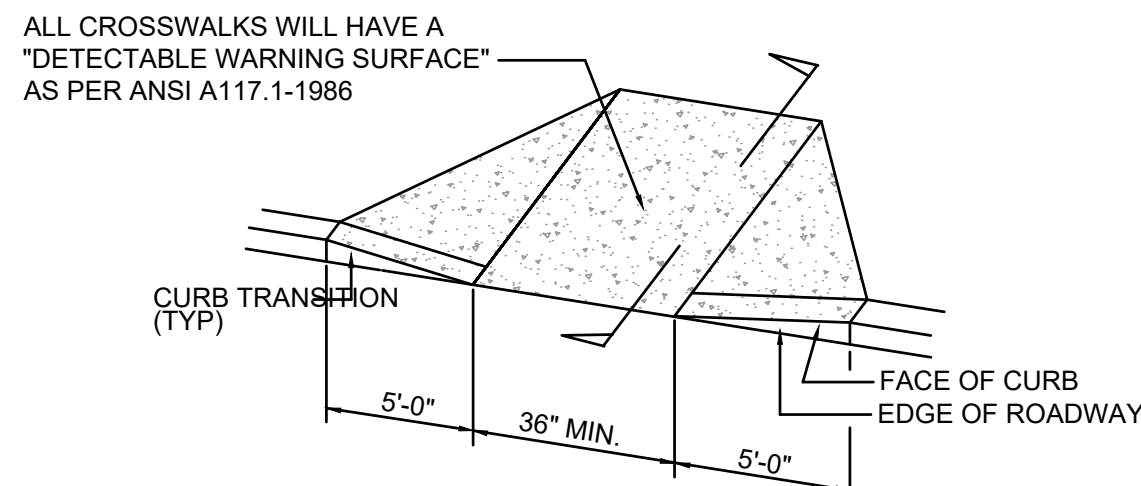 ALL CROSSWALKS WILL HAVE A
"DETECTABLE WARNING SURFACE"
AS PER ANSI A117.1-1986
CURB TRANSITION
(TYP)
FACE OF CURB
EDGE OF ROADWAY
5'-0"
36" MIN.
5'-0"